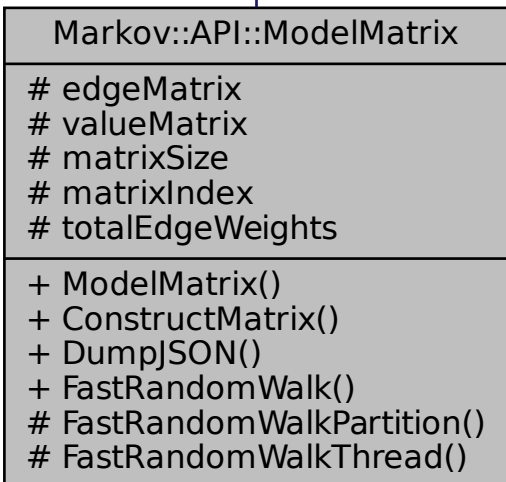 Markov::API::ModelMatrix
# edgeMatrix
# valueMatrix
# matrixSize
# matrixIndex
# totalEdgeWeights
+ ModelMatrix()
+ ConstructMatrix()
+ DumpJSON()
+ FastRandomWalk()
# FastRandomWalkPartition()
# FastRandomWalkThread()